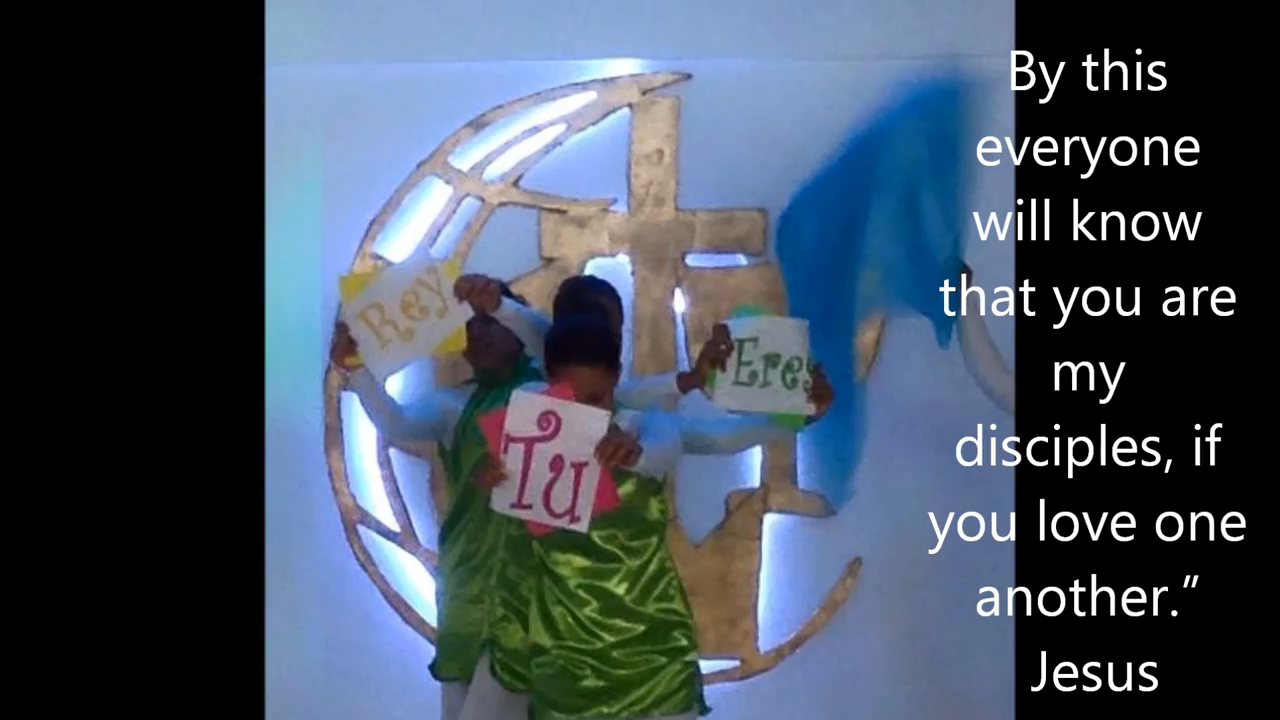 Rey
Tu
Eres
By this
everyone
will know
that you are
my
disciples, if
you love one
another.”
Jesus